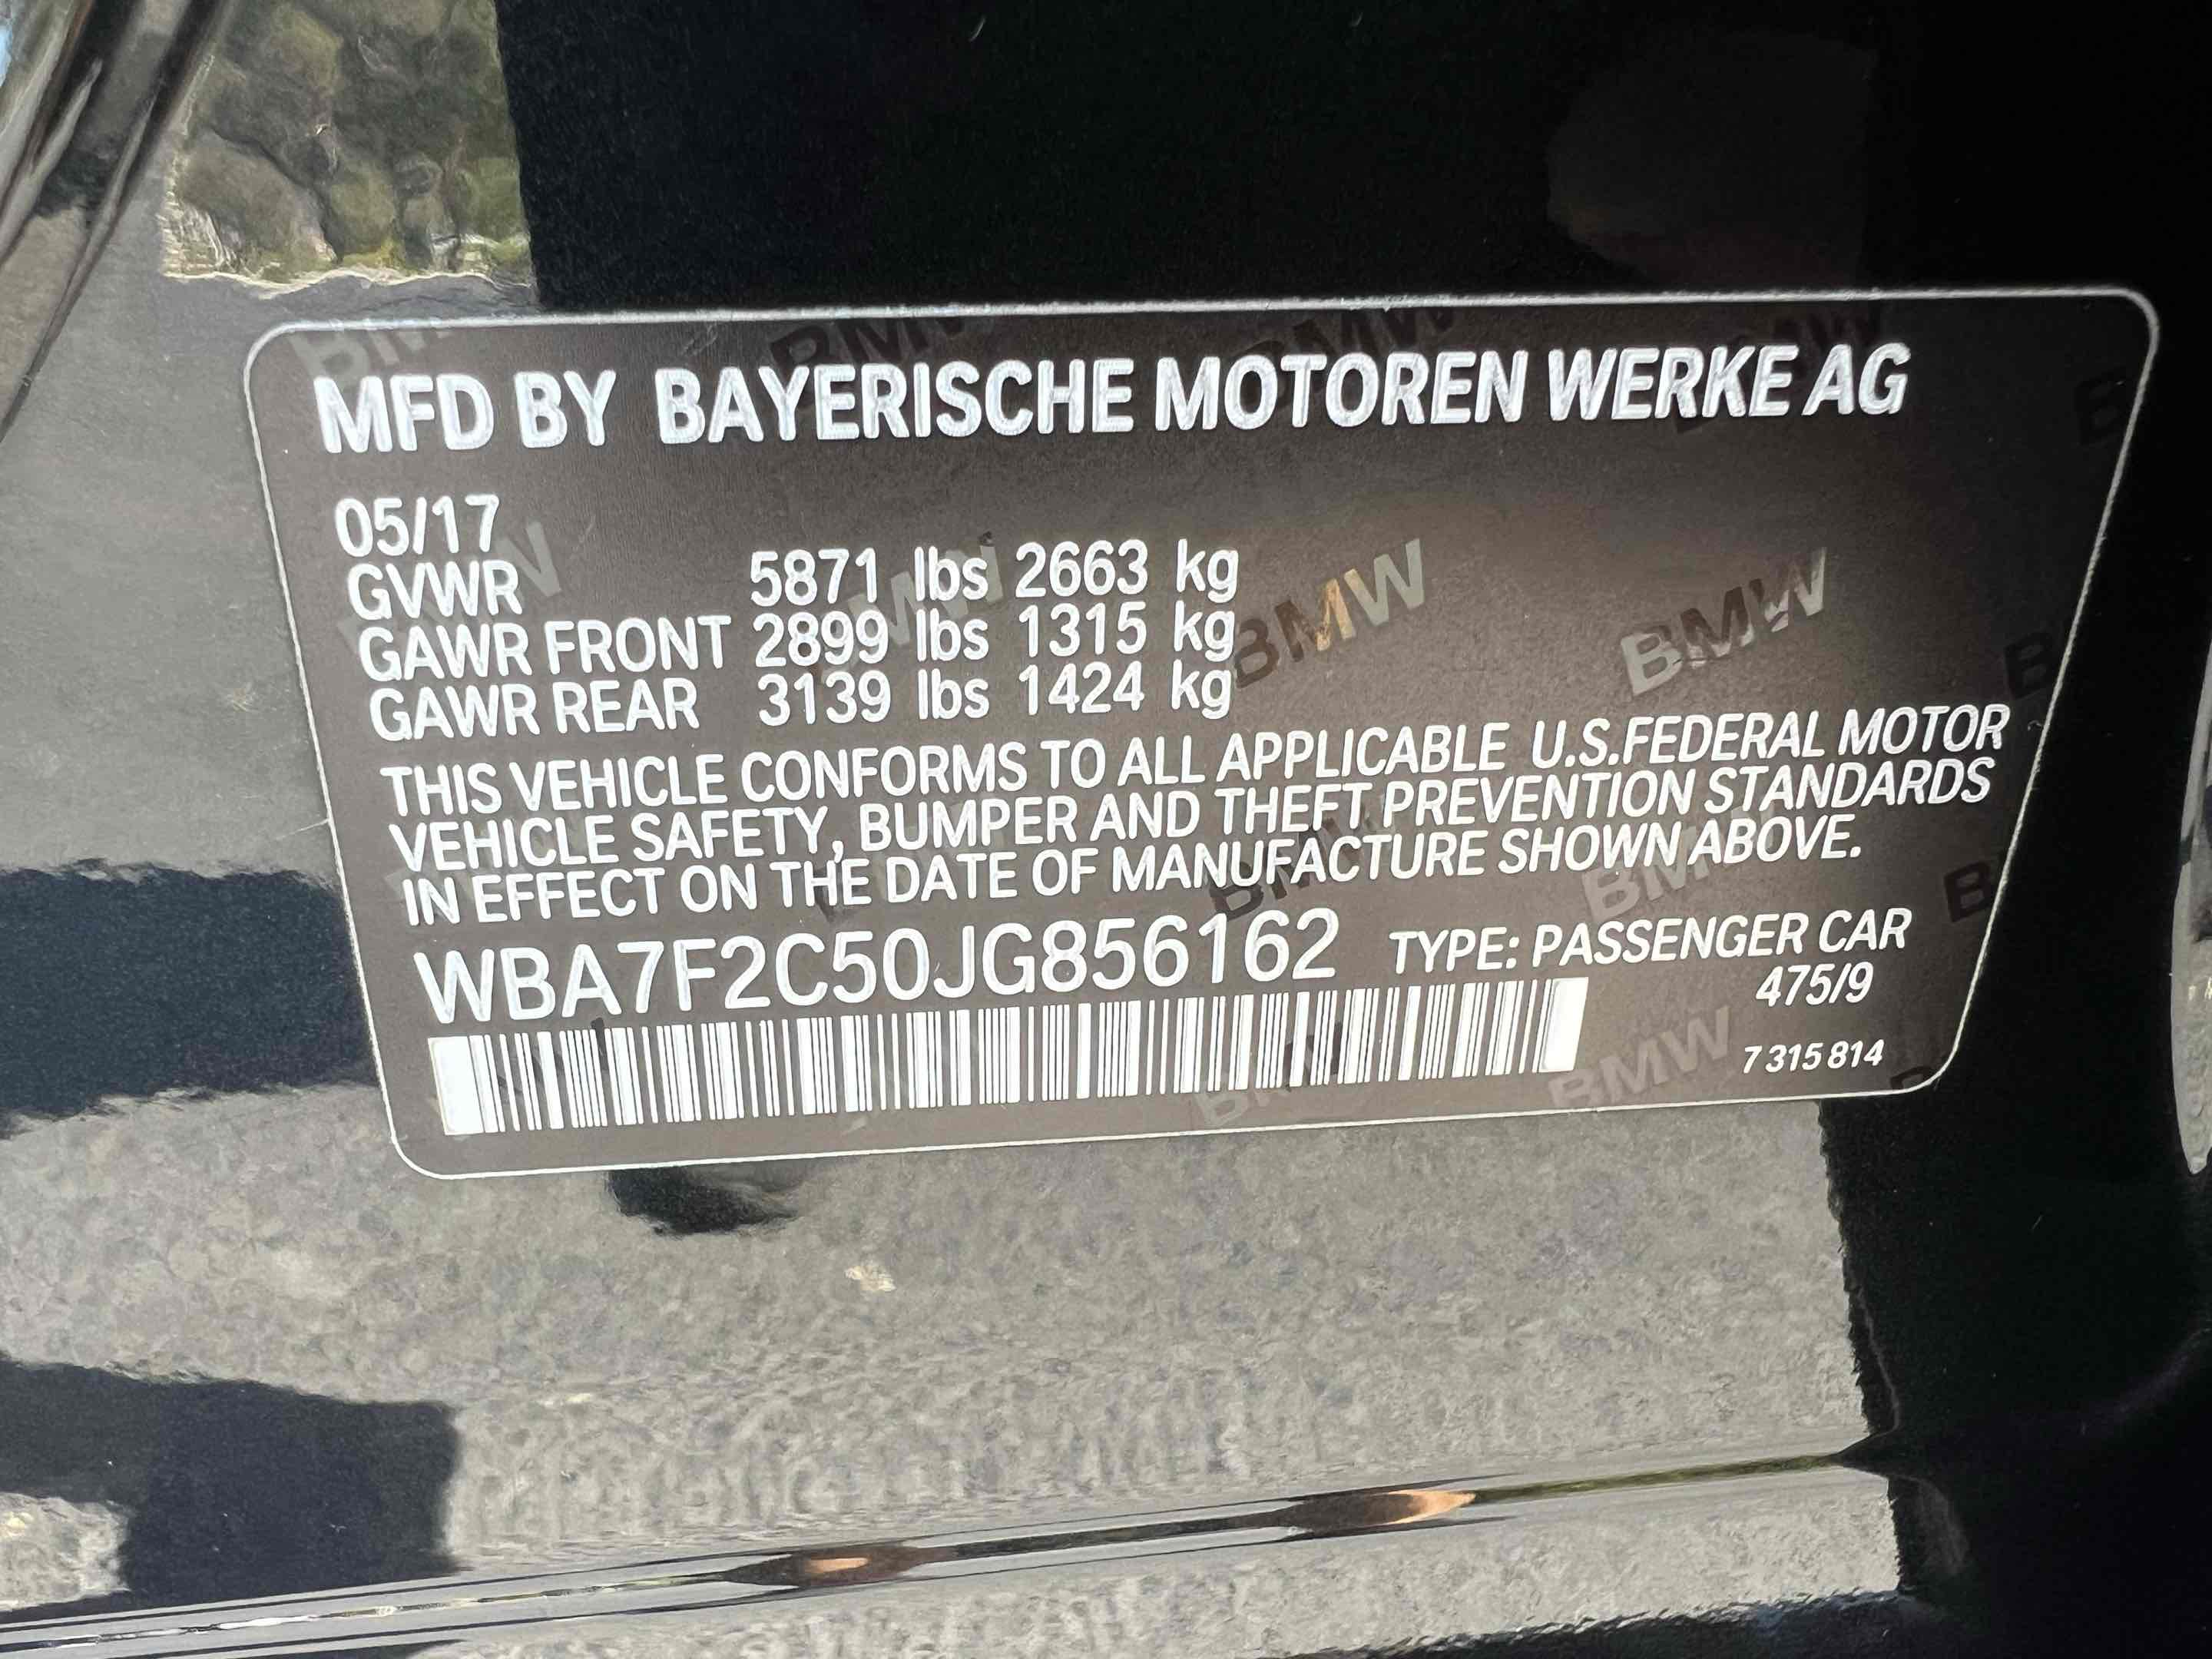 MFD BY BAYERISCHE MOTOREN WERKE AG
05/17
GVWR 5871 lbs 2663 kg
GAWR FRONT 2899 lbs 1315 kg
GAWR REAR 3139 lbs 1424 kg
THIS VEHICLE CONFORMS TO ALL APPLICABLE U.S.FEDERAL MOTOR
VEHICLE SAFETY, BUMPER AND THEFT PREVENTION STANDARDS
IN EFFECT ON THE DATE OF MANUFACTURE SHOWN ABOVE.
WBA7F2C50JG856162 TYPE: PASSENGER CAR
475/9
7 315 814